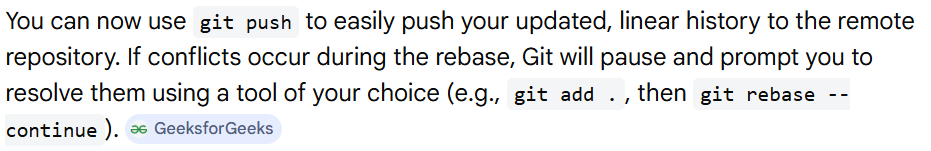 You can now use git push to easily push your updated, linear history to the remote
repository. If conflicts occur during the rebase, Git will pause and prompt you to
resolve them using a tool of your choice (e.g., git add . , then git rebase --
continue ). GeeksforGeeks